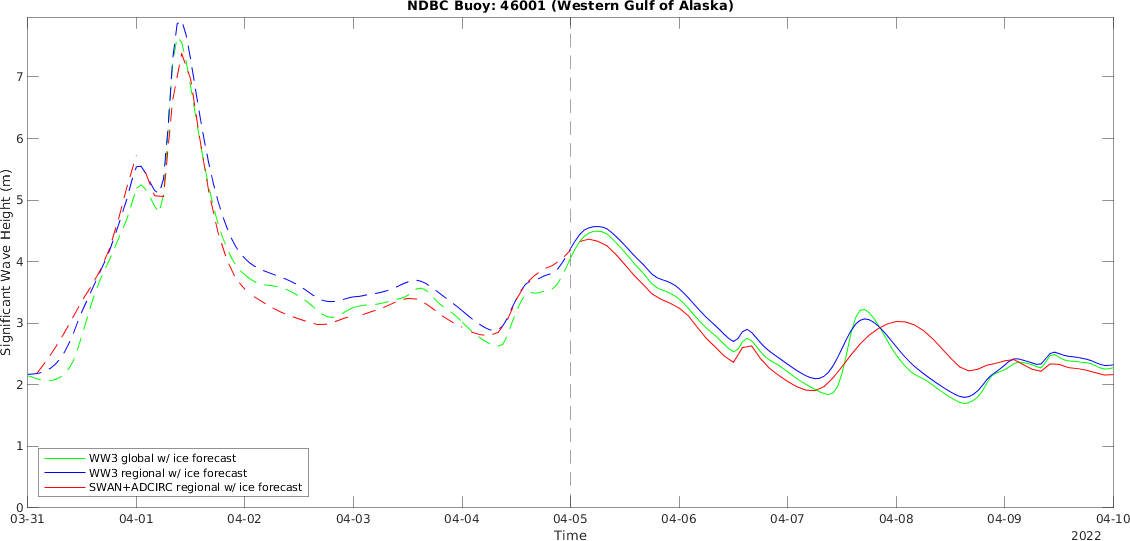 NDBC Buoy: 46001 (Western Gulf of Alaska)
Significant Wave Height (m)
7
6
5
4
3
2
1
0
WW3 global w/ ice forecast
WW3 regional w/ ice forecast
SWAN+ADCIRC regional w/ ice forecast
03-31 04-01 04-02 04-03 04-04 04-05 04-06 04-07 04-08 04-09 04-10
Time
2022